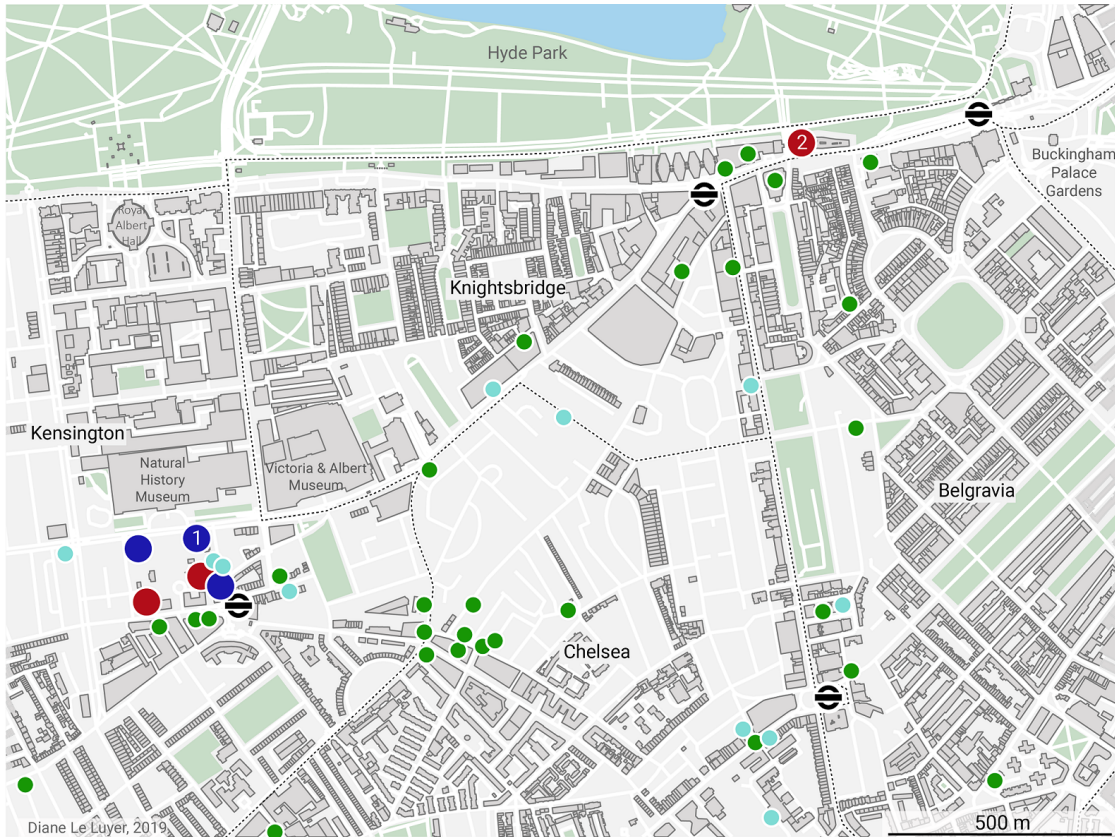 Hyde Park
2
Buckingham
Palace
Gardens
Royal
Albert
Hall
Knightsbridge
Kensington
Natural
History
Museum
Victoria & Albert
Museum
Belgravia
1
Chelsea
500 m
Diane Le Luyer, 2019